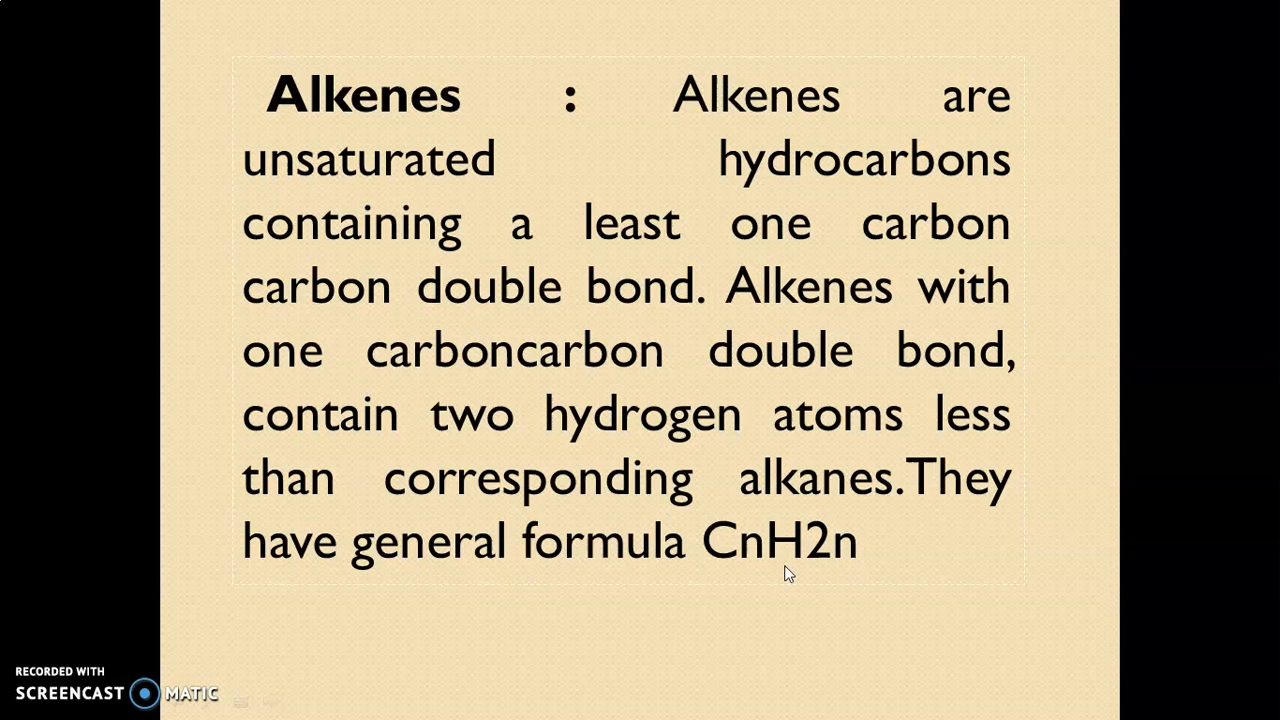 Alkenes : Alkenes are
unsaturated hydrocarbons
containing a least one carbon
carbon double bond. Alkenes with
one carboncarbon double bond,
contain two hydrogen atoms less
than corresponding alkanes.They
have general formula CnH2n
RECORDED WITH
SCREENCAST MATIC